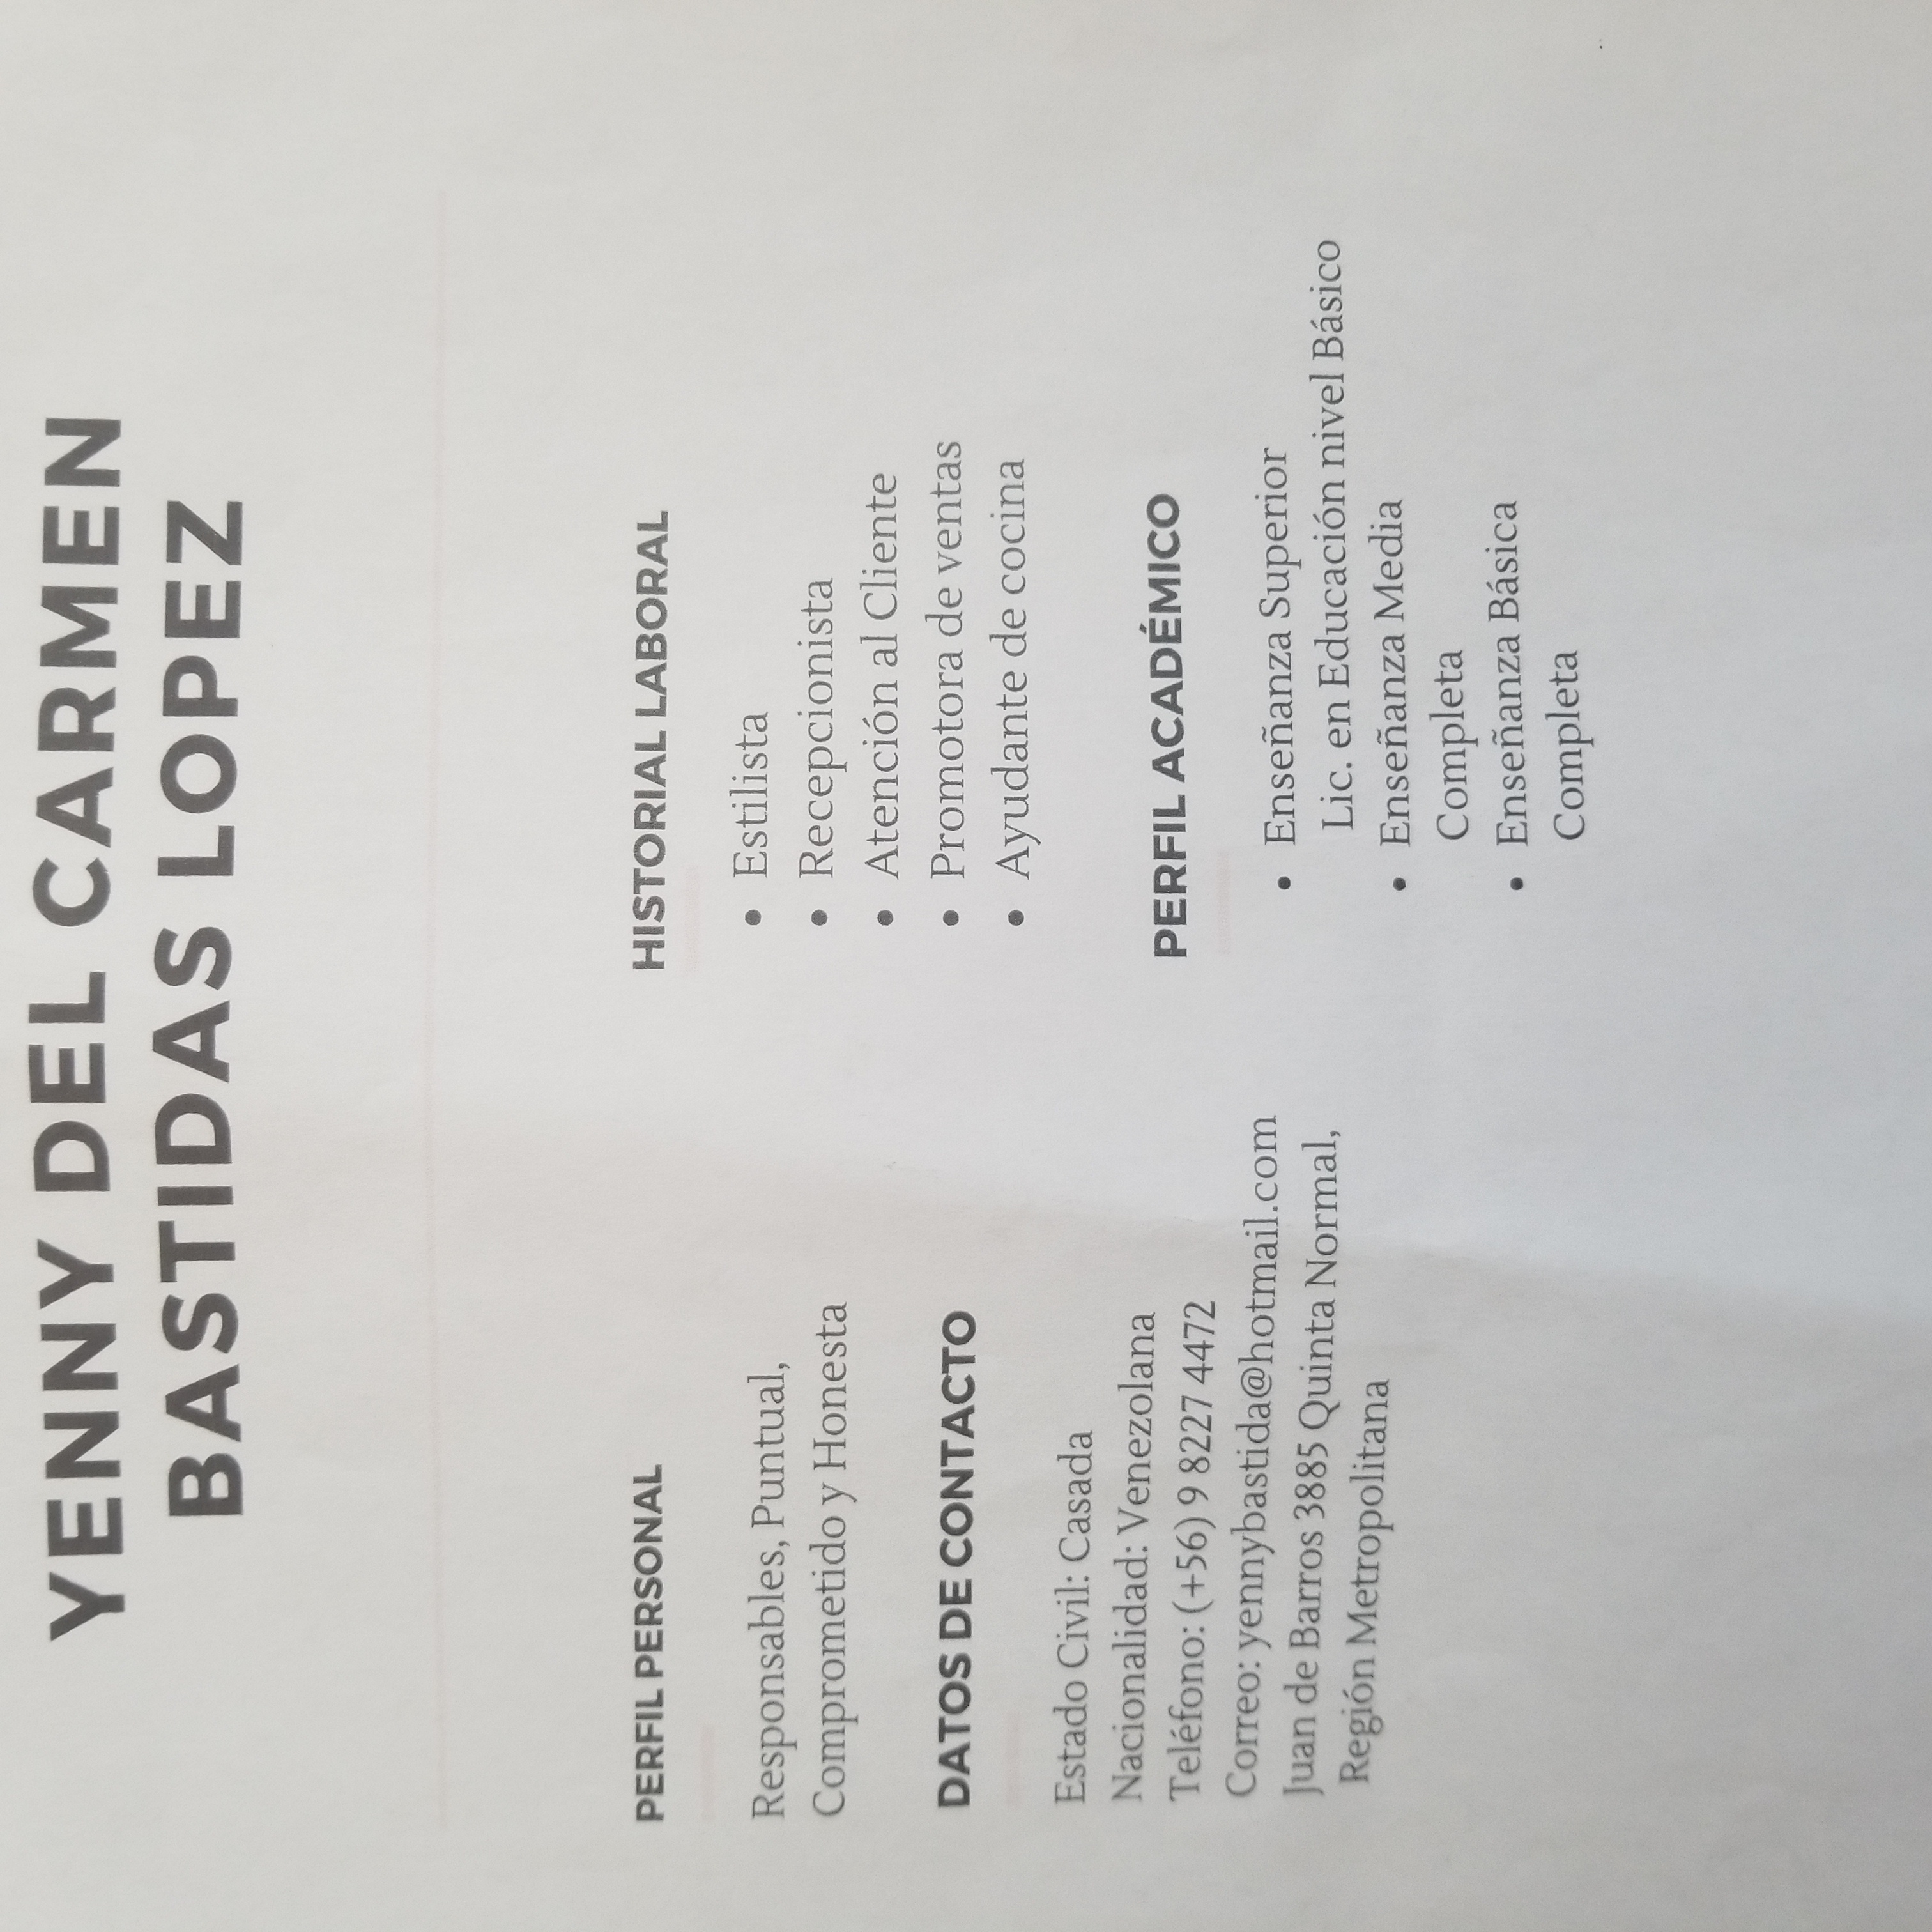 YENNY DEL CARMEN
BASTIDAS LOPEZ
PERFIL PERSONAL
Responsables, Puntual,
Comprometido y Honesta
DATOS DE CONTACTO
Estado Civil: Casada
Nacionalidad: Venezolana
Teléfono: (+56) 9 8227 4472
Correo: yennybastida@hotmail.com
Juan de Barros 3885 Quinta Normal,
Región Metropolitana
HISTORIAL LABORAL
• Estilista
• Recepcionista
• Atención al Cliente
• Promotora de ventas
• Ayudante de cocina
PERFIL ACADÉMICO
• Enseñanza Superior
Lic. en Educación nivel Básico
• Enseñanza Media
Completa
• Enseñanza Básica
Completa